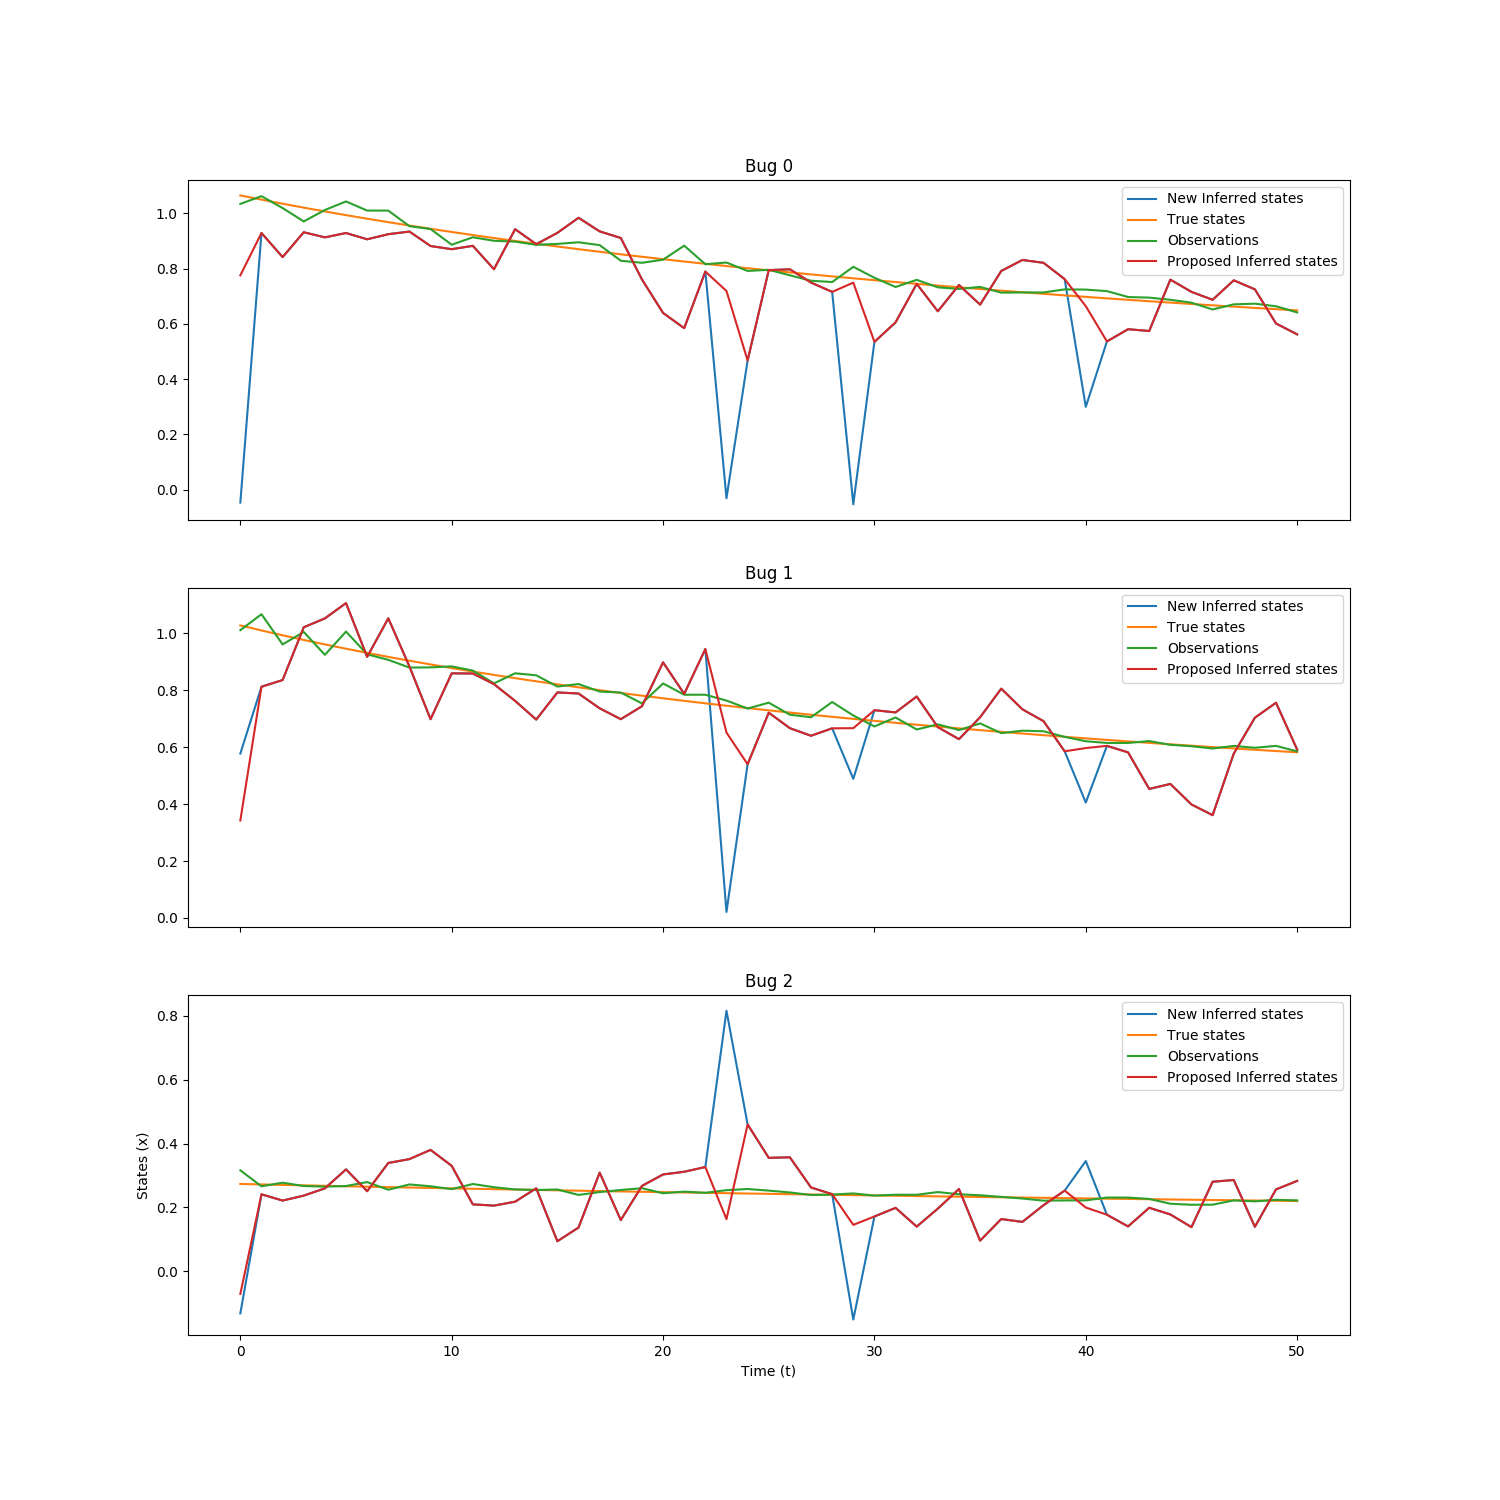 Bug 0
New Inferred states
True states
Observations
Proposed Inferred states
1.0
0.8
0.6
0.4
0.2
0.0
Bug 1
New Inferred states
True states
Observations
Proposed Inferred states
1.0
0.8
0.6
0.4
0.2
0.0
Bug 2
New Inferred states
True states
Observations
Proposed Inferred states
0.8
0.6
0.4
0.2
0.0
States (x)
0 10 20 30 40 50
Time (t)